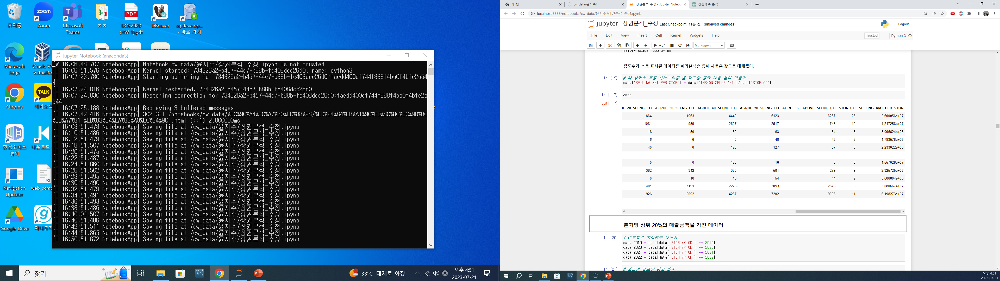 휴지통
Zoom
Microsoft
Teams
ㅈㅈ
DOE2020
(HW 1).pdf
DBeaver
sqldevelop...
- 바로 가기
Microsoft
Edge
Oracle VM
VirtualBo
Chrome
카카오톡
한컴오피스
뷰어
다운로드
Navigation
Updater
web_scrap
Google Drive
지니뮤직
Jupyter Notebook (anaconda3)
[W 16:06:48.707 NotebookApp] Notebook cw_data/윤지수/상권분석_수정.ipynb is not trusted
[I 16:06:51.576 NotebookApp] Kernel started: 734326a2-b457-44c7-b88b-fc408dcc26d0, name: python3
[I 16:07:23.780 NotebookApp] Starting buffering for 734326a2-b457-44c7-b88b-fc408dcc26d0:faedd400cf744f888f4ba0f4bfe2a54
4
[I 16:07:24.016 NotebookApp] Kernel restarted: 734326a2-b457-44c7-b88b-fc408dcc26d0
[I 16:07:24.030 NotebookApp] Restoring connection for 734326a2-b457-44c7-b88b-fc408dcc26d0:faedd400cf744f888f4ba0f4bfe2a
544
[I 16:07:25.188 NotebookApp] Replaying 3 buffered messages
[I 16:07:42.416 NotebookApp] 302 GET /notebooks/cw_data/%EC%9C%A4%EC%A7%80%EC%88%98/%ED%94%84%EB%A1%9C%ED%8C%8C%EC%9D%BC
%EB%A7%81_%EB%B3%B4%EA%B3%A0%EC%84%9C_.html (::1) 2.000000ms
[I 16:08:51.478 NotebookApp] Saving file at /cw_data/윤지수/상권분석_수정.ipynb
[I 16:10:51.486 NotebookApp] Saving file at /cw_data/윤지수/상권분석_수정.ipynb
[I 16:12:51.479 NotebookApp] Saving file at /cw_data/윤지수/상권분석_수정.ipynb
[I 16:18:51.507 NotebookApp] Saving file at /cw_data/윤지수/상권분석_수정.ipynb
[I 16:20:51.475 NotebookApp] Saving file at /cw_data/윤지수/상권분석_수정.ipynb
[I 16:22:51.487 NotebookApp] Saving file at /cw_data/윤지수/상권분석_수정.ipynb
[I 16:24:51.860 NotebookApp] Saving file at /cw_data/윤지수/상권분석_수정.ipynb
[I 16:26:51.502 NotebookApp] Saving file at /cw_data/윤지수/상권분석_수정.ipynb
[I 16:28:51.495 NotebookApp] Saving file at /cw_data/윤지수/상권분석_수정.ipynb
[I 16:30:51.490 NotebookApp] Saving file at /cw_data/윤지수/상권분석_수정.ipynb
[I 16:32:51.479 NotebookApp] Saving file at /cw_data/윤지수/상권분석_수정.ipynb
[I 16:34:51.491 NotebookApp] Saving file at /cw_data/윤지수/상권분석_수정.ipynb
[I 16:36:51.493 NotebookApp] Saving file at /cw_data/윤지수/상권분석_수정.ipynb
[I 16:38:51.486 NotebookApp] Saving file at /cw_data/윤지수/상권분석_수정.ipynb
[I 16:40:04.507 NotebookApp] Saving file at /cw_data/윤지수/상권분석_수정.ipynb
[I 16:40:51.486 NotebookApp] Saving file at /cw_data/윤지수/상권분석_수정.ipynb
[I 16:42:51.511 NotebookApp] Saving file at /cw_data/윤지수/상권분석_수정.ipynb
[I 16:44:51.865 NotebookApp] Saving file at /cw_data/윤지수/상권분석_수정.ipynb
[I 16:50:51.872 NotebookApp] Saving file at /cw_data/윤지수/상권분석_수정.ipynb
찾기
33°C 대체로 화창
오후 4:51
2023-07-21
새 탭
cw_data/윤지수/
상권분석_수정 - Jupyter Notebo
상관계수 분석
localhost:8888/notebooks/cw_data/윤지수/상권분석_수정.ipynb
jupyter 상권분석_수정 Last Checkpoint: 11분 전 (unsaved changes)
Logout
File Edit View Insert Cell Kernel Widgets Help
Trusted
Python 3
Run
Markdown
memory usage: 338.3+ MB
점포수가 '*' 로 표시된 데이터를 회귀분석을 통해 새로운 값으로 대체했다.
In [19]: # 각 상권의 특정 서비스업종 별 점포당 평균 매출 컬럼 만들기
data['SELLING_AMT_PER_STOR'] = data['THSMON_SELNG_AMT']/data['STOR_CO']
In [117]: data
Out[117]:
DE_20_SELNG_CO AGRDE_30_SELNG_CO AGRDE_40_SELNG_CO AGRDE_50_SELNG_CO AGRDE_60_ABOVE_SELNG_CO STOR_CO SELLING_AMT_PER_STOR
864 1963 4440 6123 6287 25 2.600056e+07
1081 959 2627 2517 1748 12 1.247258e+07
18 50 62 63 84 6 3.096624e+06
6 6 0 48 42 3 1.793578e+06
40 0 120 127 57 3 2.233022e+06
... ... ... ... ... ... ...
0 0 120 16 0 3 1.557028e+07
382 342 380 581 279 9 2.325725e+06
0 18 18 54 44 9 5.688804e+05
401 1191 2273 3093 2576 3 3.080667e+07
926 2092 4267 7202 9093 11 6.198273e+07
분기당 상위 20%의 매출금액을 가진 데이터
In [20]: # 년도별로 데이터를 나누기
data_2019 = data[data['STDR_YY_CD'] == 2019]
data_2020 = data[data['STDR_YY_CD'] == 2020]
data_2021 = data[data['STDR_YY_CD'] == 2021]
data_2022 = data[data['STDR_YY_CD'] == 2022]
In [21]: # 연도별 점포당 평균 매출
오후 4:51
2023-07-21